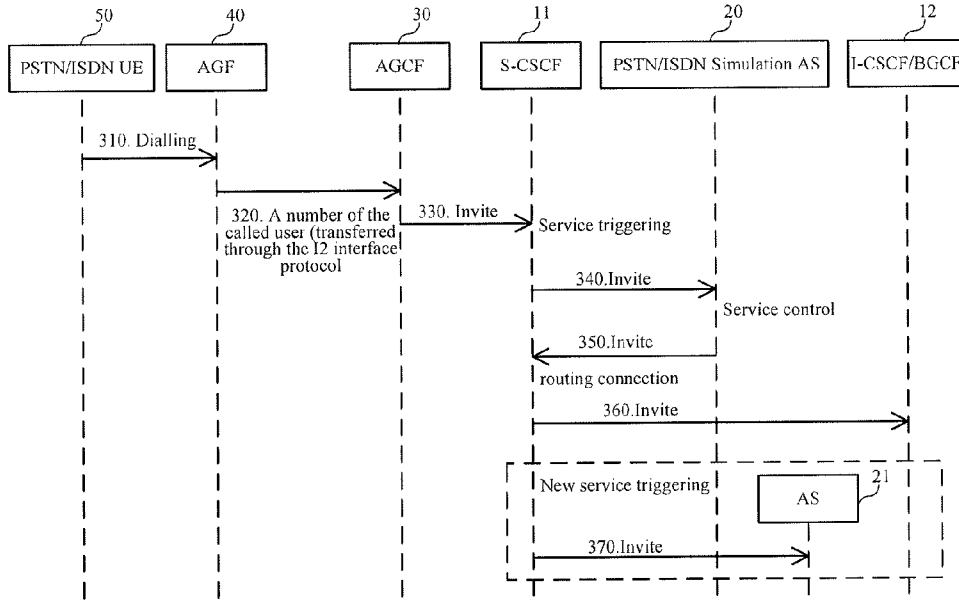 50
40
30
11
20
12
PSTN/ISDN UE
AGF
AGCF
S-CSCF
PSTN/ISDN Simulation AS
I-CSCF/BGCF
310. Dialling
320. A number of the
called user (transferred
through the I2 interface
protocol
330. Invite
Service triggering
340.Invite
Service control
350.Invite
routing connection
360.Invite
New service triggering
21
AS
370.Invite